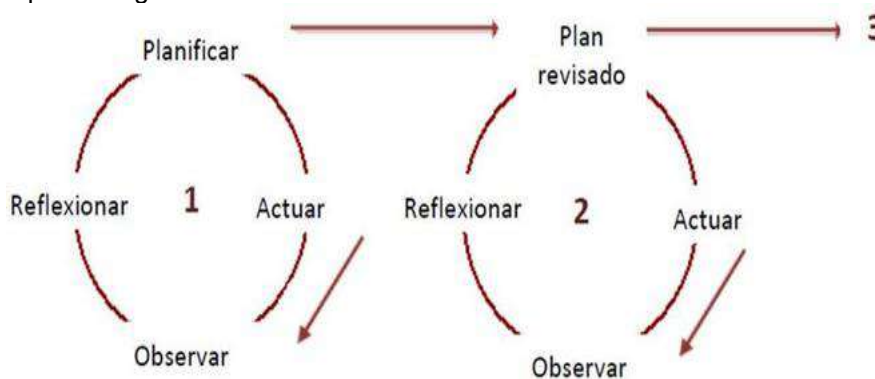 Planificar
Plan
revisado
3
Reflexionar
1
Actuar
Reflexionar
2
Actuar
Observar
Observar